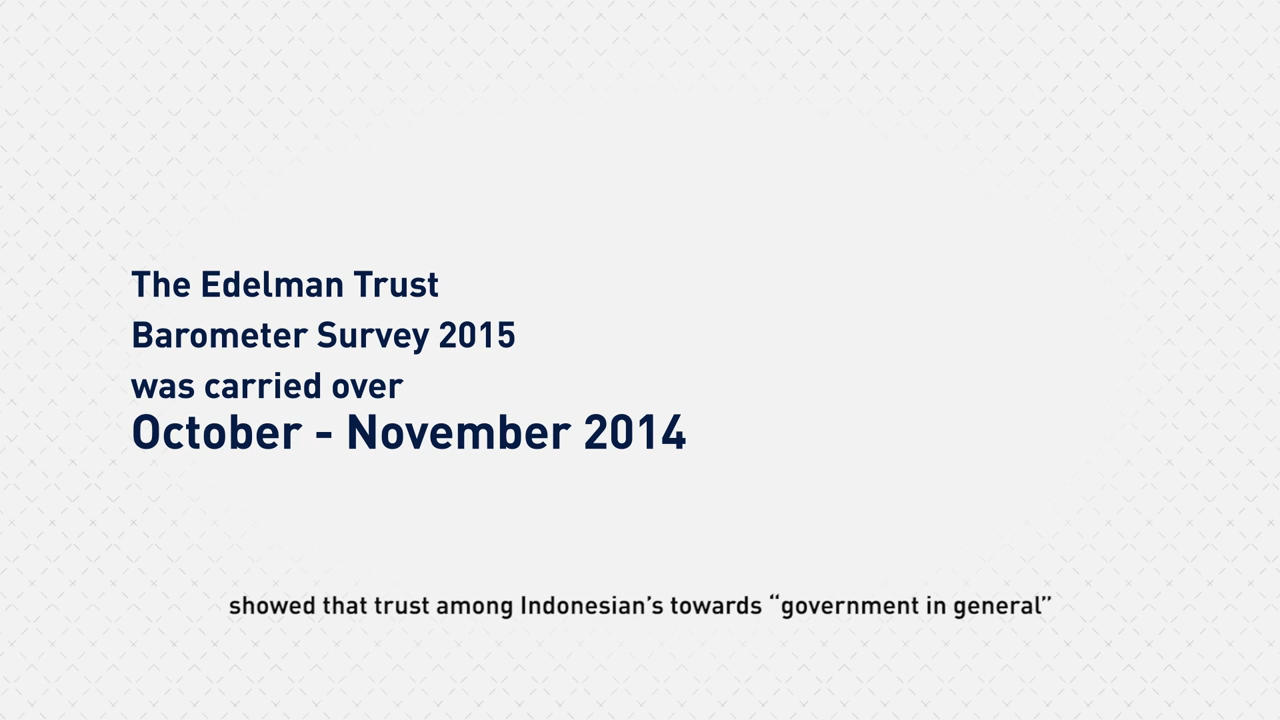 The Edelman Trust
Barometer Survey 2015
was carried over
October - November 2014
showed that trust among Indonesian’s towards “government in general”